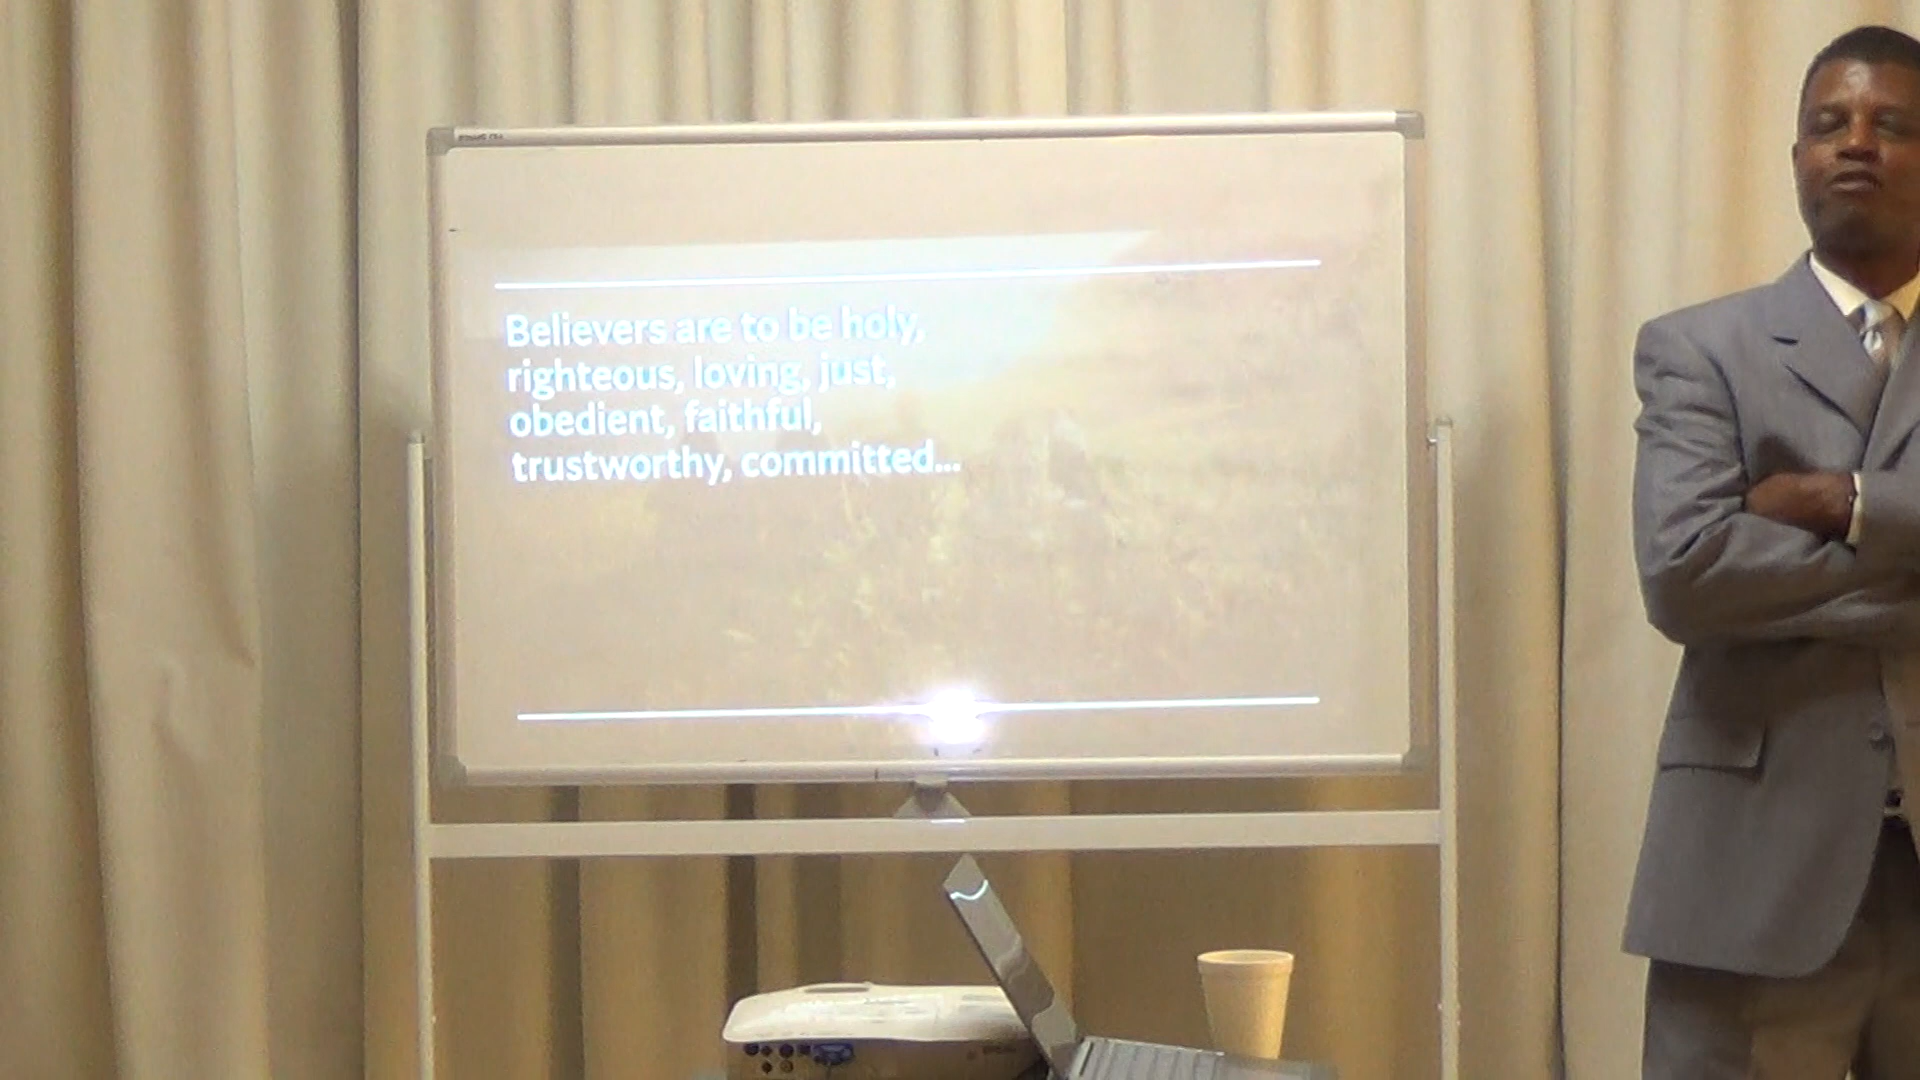 Believers are to be holy,
righteous, loving, just,
obedient, faithful,
trustworthy, committed...